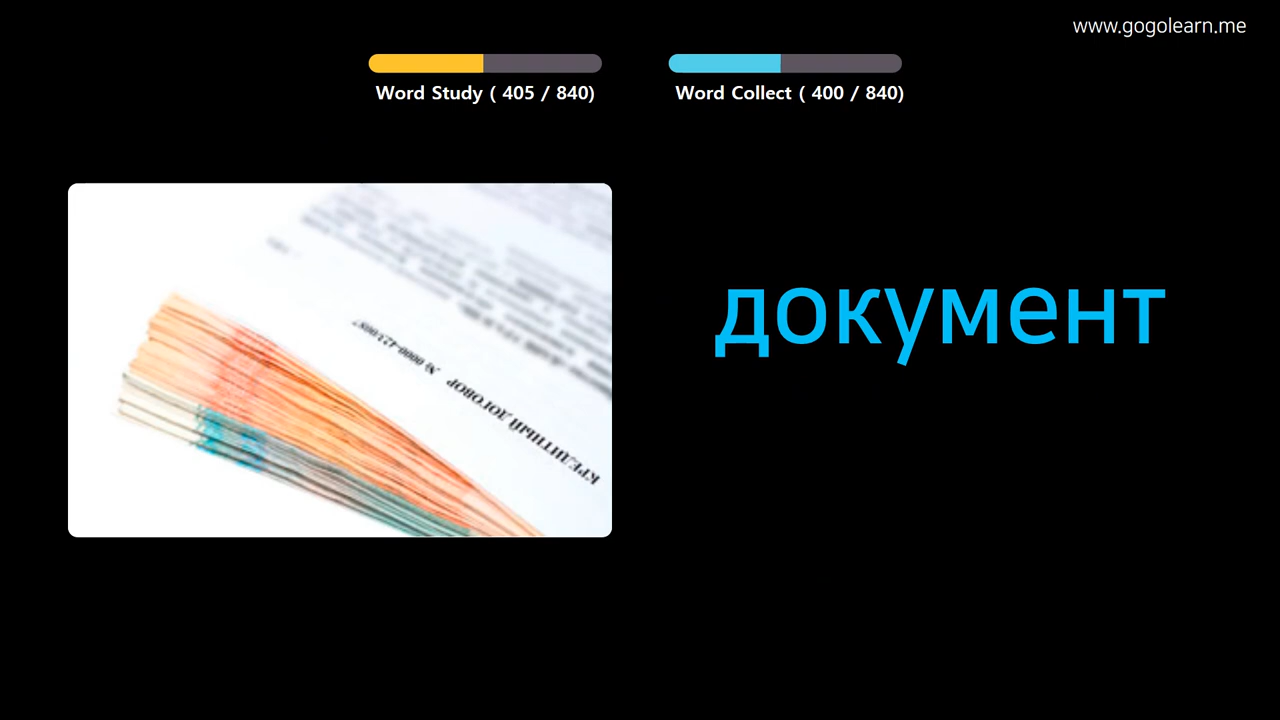 www.gogolearn.me
Word Study ( 405 / 840)
Word Collect ( 400 / 840)
документ
КРЕДИТНЫЙ ДОГОВОР №